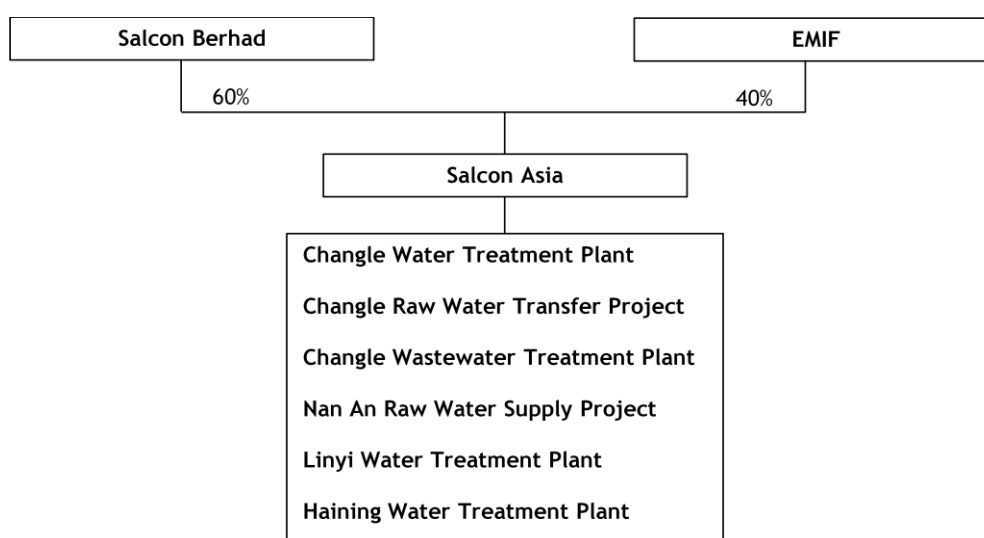 Salcon Berhad
EMIF
60%
40%
Salcon Asia
Changle Water Treatment Plant
Changle Raw Water Transfer Project
Changle Wastewater Treatment Plant
Nan An Raw Water Supply Project
Linyi Water Treatment Plant
Haining Water Treatment Plant